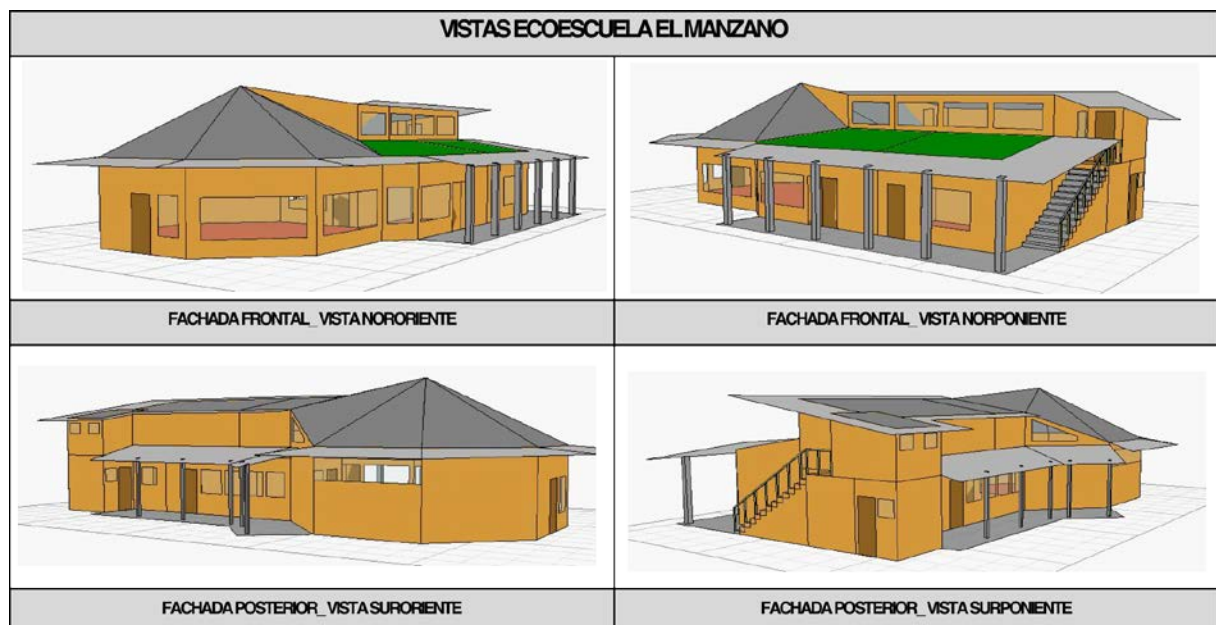 VISTAS ECOESCUELA EL MANZANO
FACHADA FRONTAL_ VISTA NORORIENTE
FACHADA FRONTAL_ VISTA NORPONIENTE
FACHADA POSTERIOR_ VISTA SURORIENTE
FACHADA POSTERIOR_ VISTA SURPONIENTE